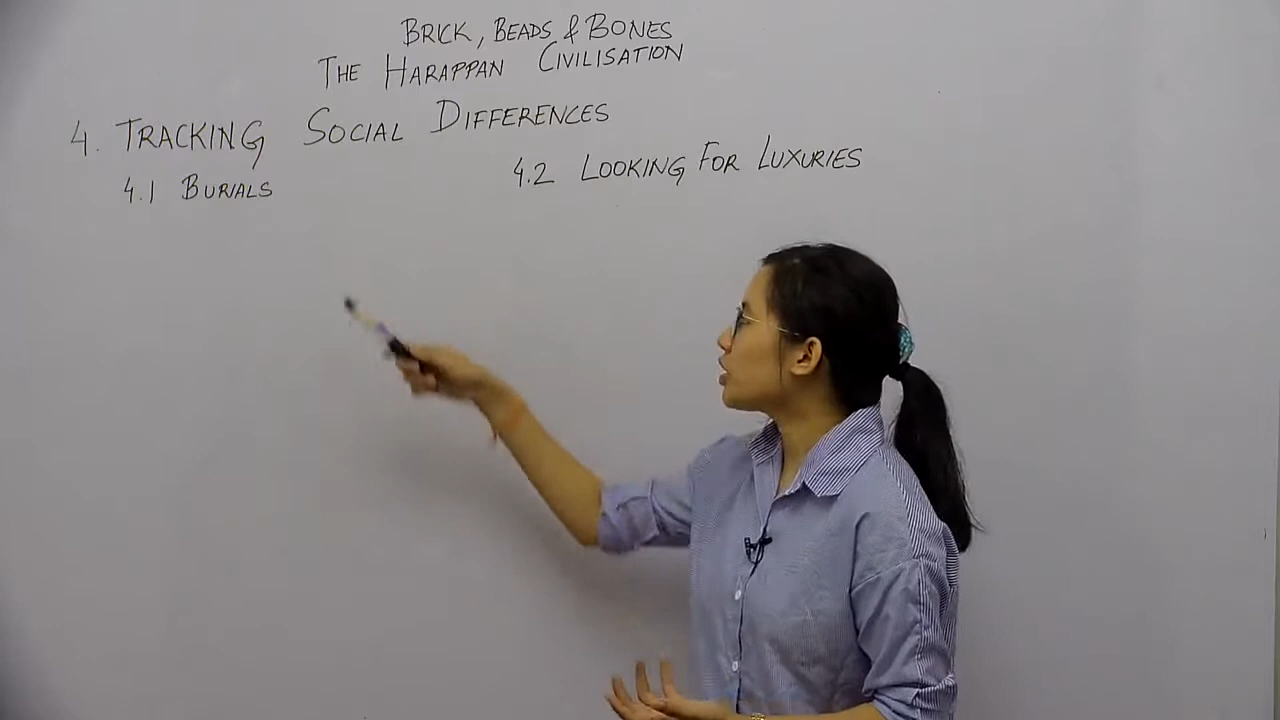 BRICK, BEADS & BONES
THE HARAPPAN CIVILISATION
4. TRACKING SOCIAL DIFFERENCES
4.1 BURIALS
4.2 LOOKING FOR LUXURIES